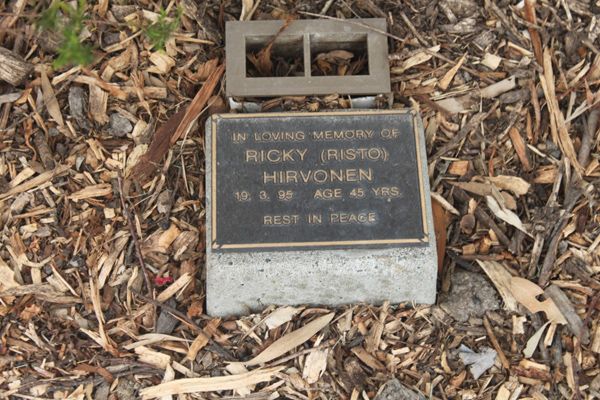 IN LOVING MEMORY OF
RICKY (RISTO)
HIRVONEN
19. 3. 95 AGE 45 YRS.
REST IN PEACE